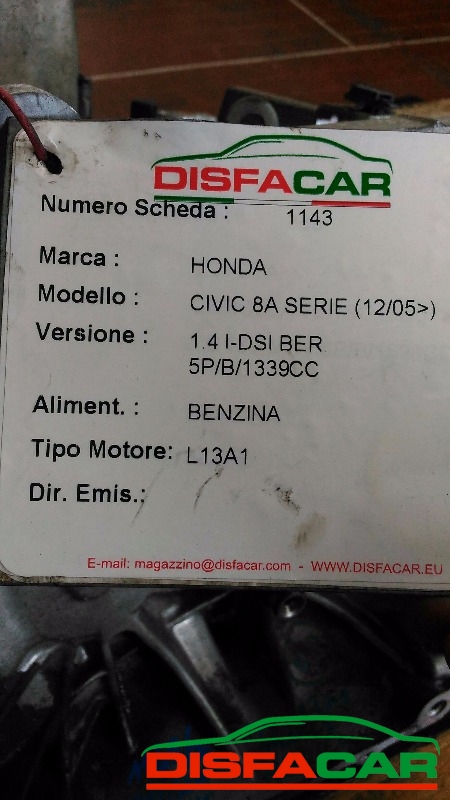 DISFACAR
Numero Scheda : 1143
Marca : HONDA
Modello : CIVIC 8A SERIE (12/05>)
Versione : 1.4 I-DSI BER
5P/B/1339CC
Aliment. : BENZINA
Tipo Motore: L13A1
Dir. Emis.:
E-mail: magazzino@disfacar.com - WWW.DISFACAR.EU
DISFACAR